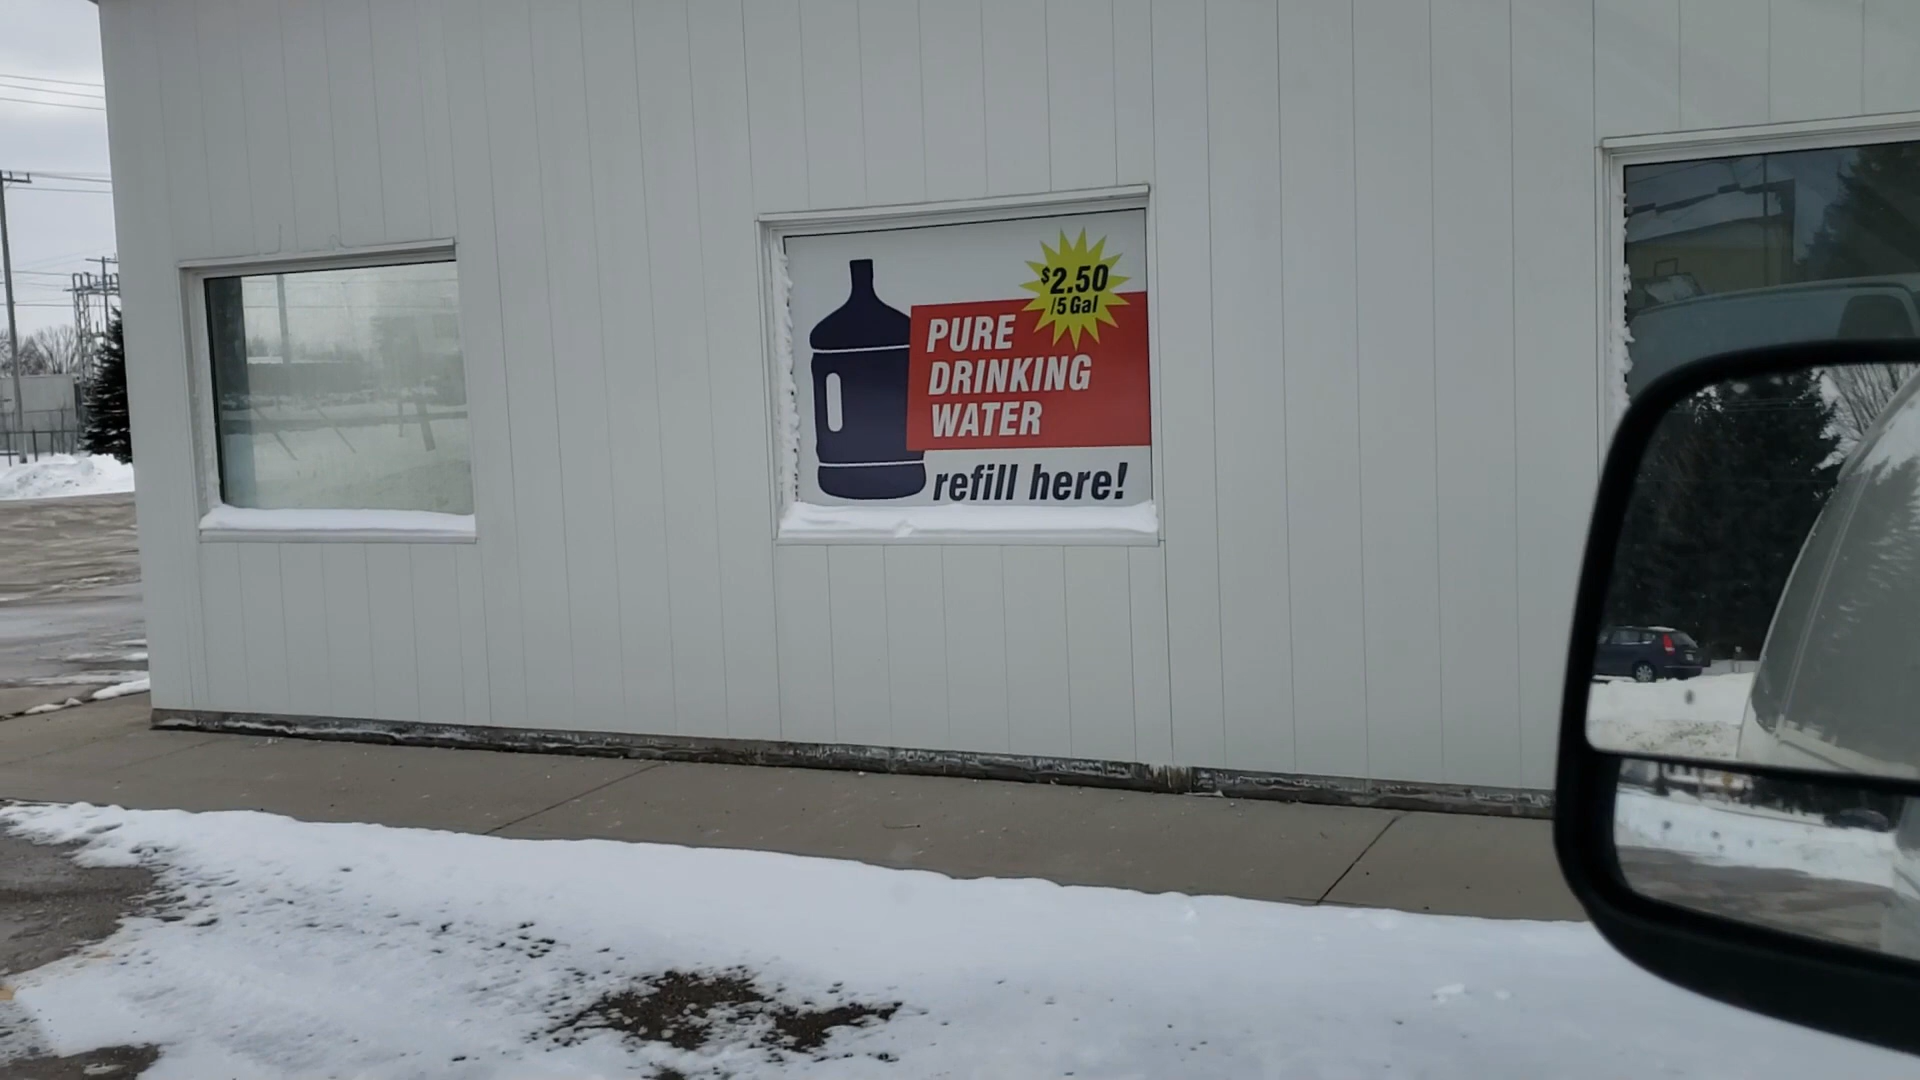 $2.50
/5 Gal
PURE
DRINKING
WATER
refill here!